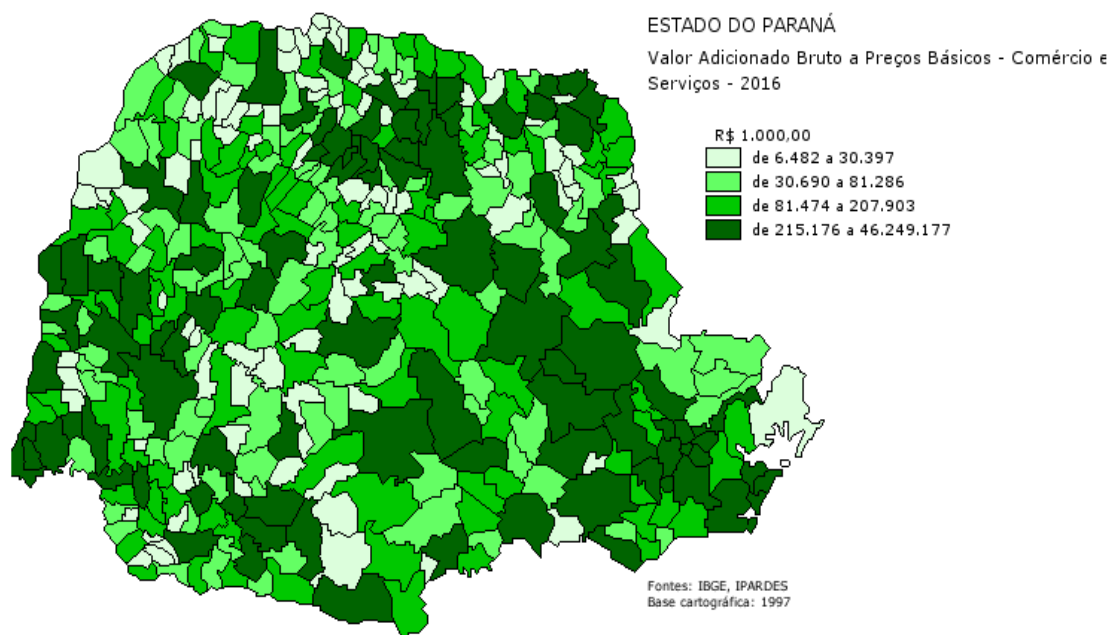 ESTADO DO PARANÁ
Valor Adicionado Bruto a Preços Básicos - Comércio e
Serviços - 2016
R$ 1.000,00
de 6.482 a 30.397
de 30.690 a 81.286
de 81.474 a 207.903
de 215.176 a 46.249.177
Fontes: IBGE, IPARDES
Base cartográfica: 1997